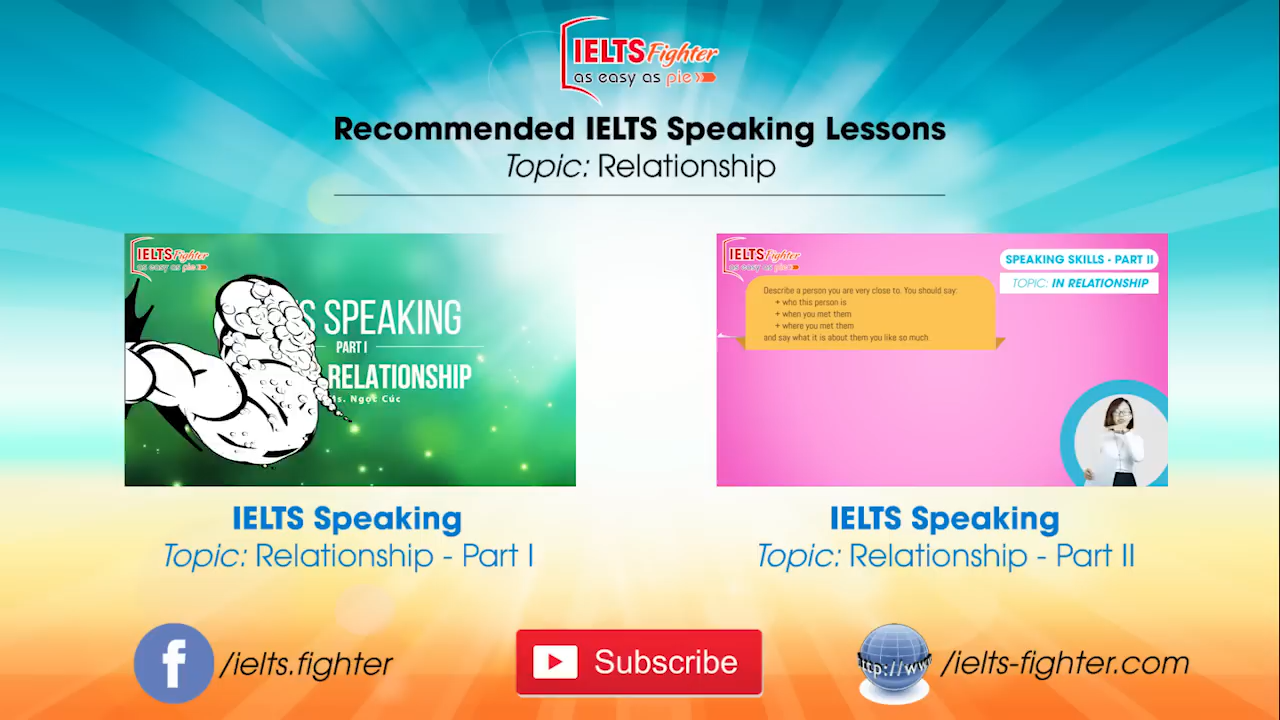 IELTS Fighter
as easy as pie
Recommended IELTS Speaking Lessons
Topic: Relationship
IELTS Fighter
as easy as pie
SPEAKING
PART I
RELATIONSHIP
Ngọc Cúc
IELTS Fighter
as easy as pie
SPEAKING SKILLS - PART II
TOPIC: IN RELATIONSHIP
Describe a person you are very close to. You should say:
+ who this person is
+ when you met them
+ where you met them
and say what it is about them you like so much
IELTS Speaking
Topic: Relationship - Part I
IELTS Speaking
Topic: Relationship - Part II
f
/ielts.fighter
Subscribe
ttp://ww
/ielts-fighter.com